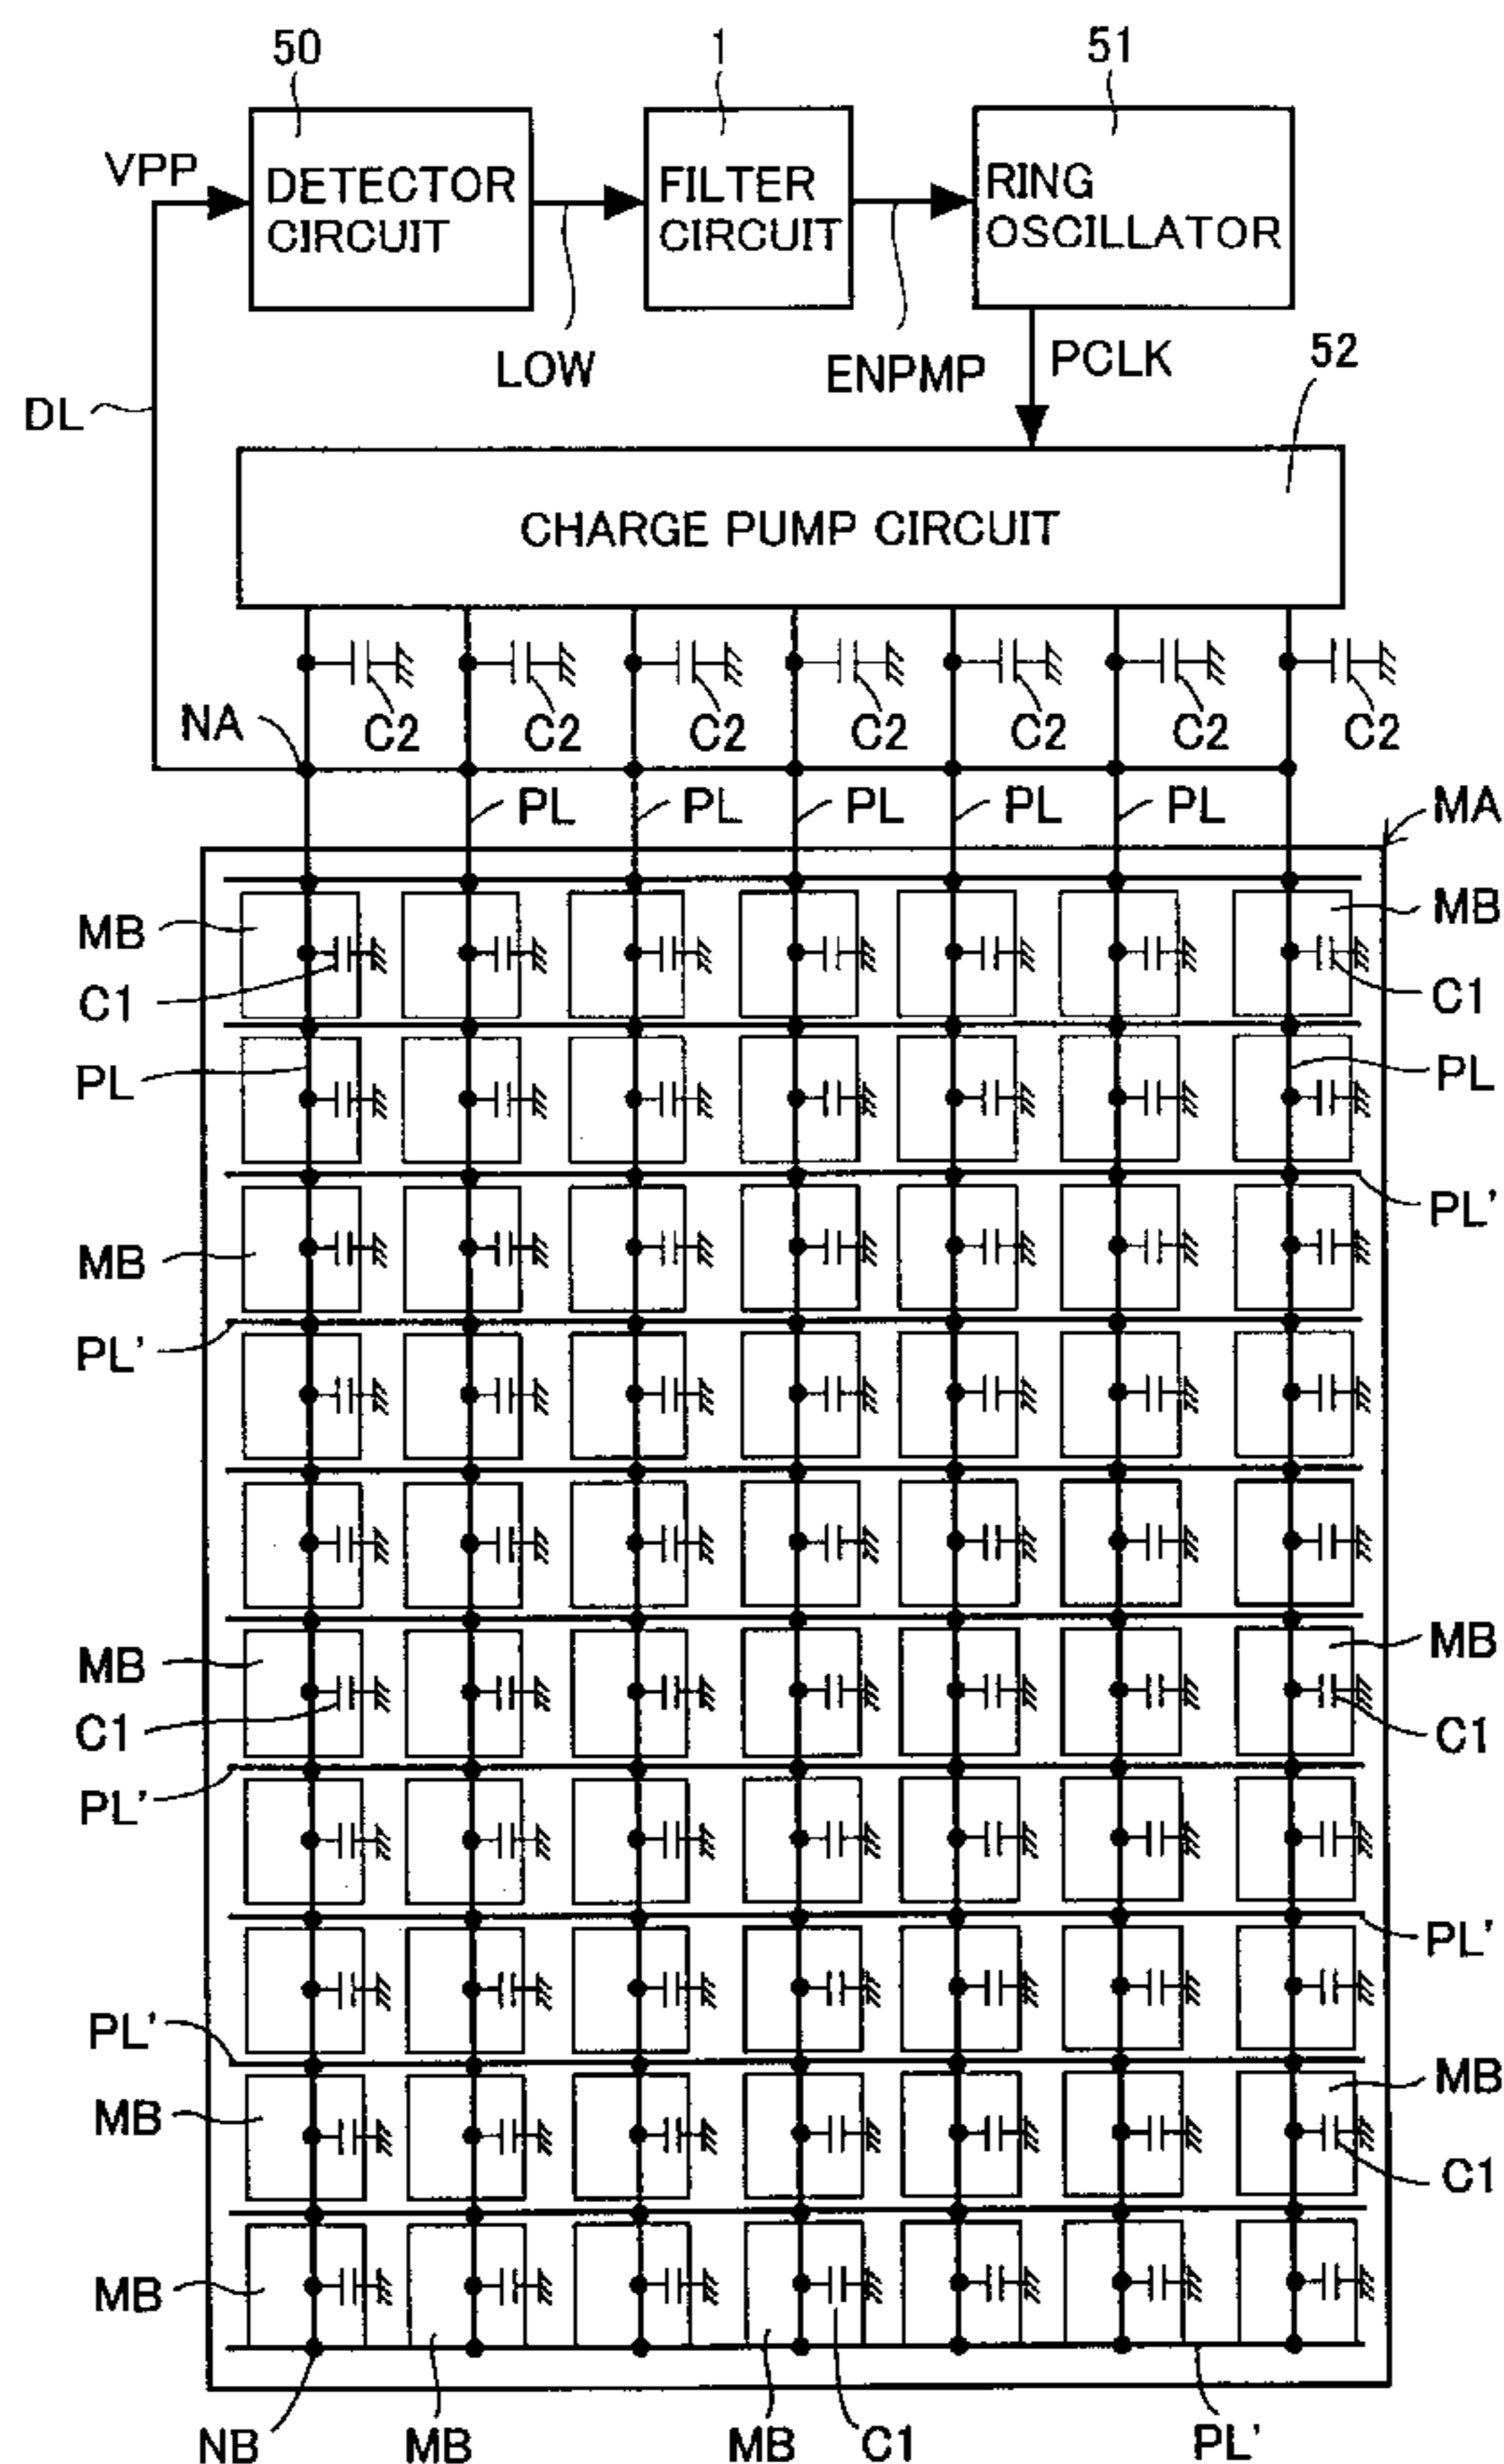 50
1
51
VPP
DETECTOR
CIRCUIT
FILTER
CIRCUIT
RING
OSCILLATOR
LOW
ENPMP
PCLK
52
DL
CHARGE PUMP CIRCUIT
NA
C2
C2
C2
C2
C2
C2
C2
PL
PL
PL
PL
PL
MA
MB
MB
C1
C1
PL
PL
PL'
MB
PL'
MB
MB
C1
C1
PL'
PL'
PL'
MB
MB
C1
MB
NB
MB
MB
C1
PL'